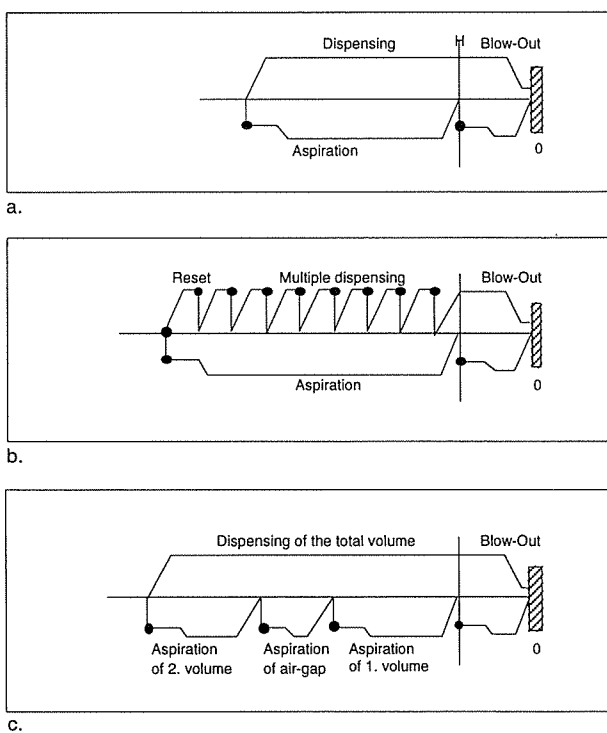 Dispensing
Blow-Out
Aspiration
0
a.
Reset
Multiple dispensing
Blow-Out
Aspiration
0
b.
Dispensing of the total volume
Blow-Out
Aspiration
of 2. volume
Aspiration
of air-gap
Aspiration
of 1. volume
0
c.